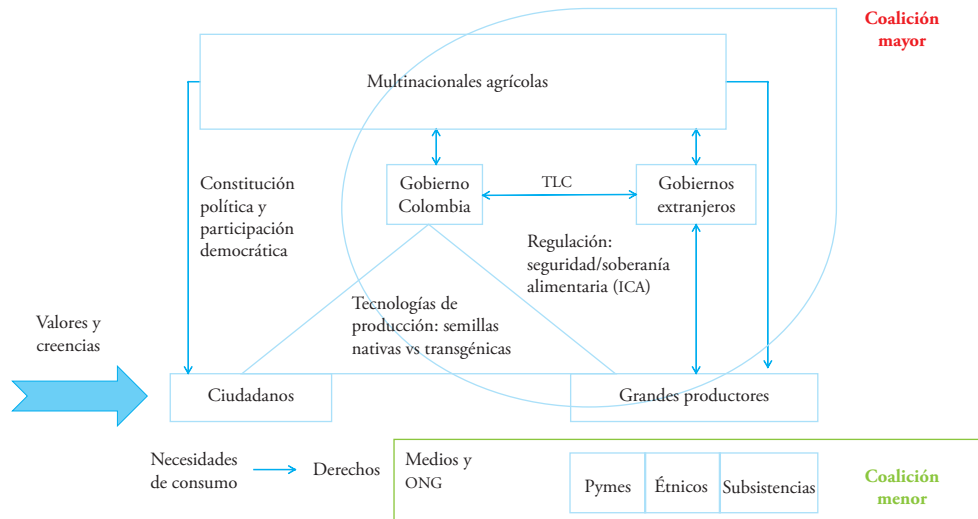 Coalición
mayor
Multinacionales agrícolas
Constitución
política y
participación
democrática
Gobierno
Colombia
TLC
Gobiernos
extranjeros
Regulación:
seguridad/soberanía
alimentaria (ICA)
Tecnologías de
producción: semillas
nativas vs transgénicas
Valores y
creencias
Ciudadanos
Grandes productores
Necesidades
de consumo
Derechos
Medios y
ONG
Pymes
Étnicos
Subsistencias
Coalición
menor